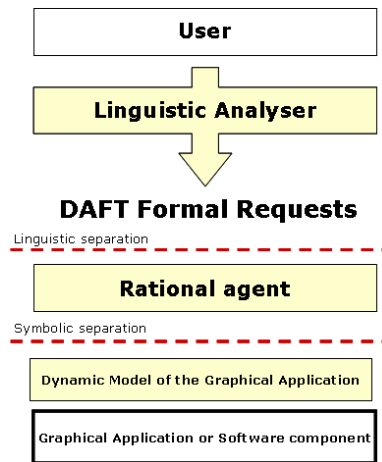 User
Linguistic Analyser
DAFT Formal Requests
Linguistic separation
Rational agent
Symbolic separation
Dynamic Model of the Graphical Application
Graphical Application or Software component